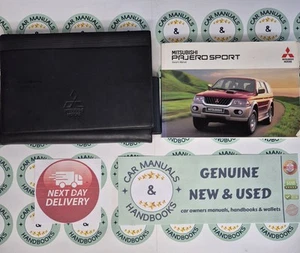 MITSUBISHI
PAJERO SPORT
NEXT DAY
DELIVERY
CAR MANUALS
&
HANDBOOKS
GENUINE
NEW & USED
car owners manuals, handbooks & wallets